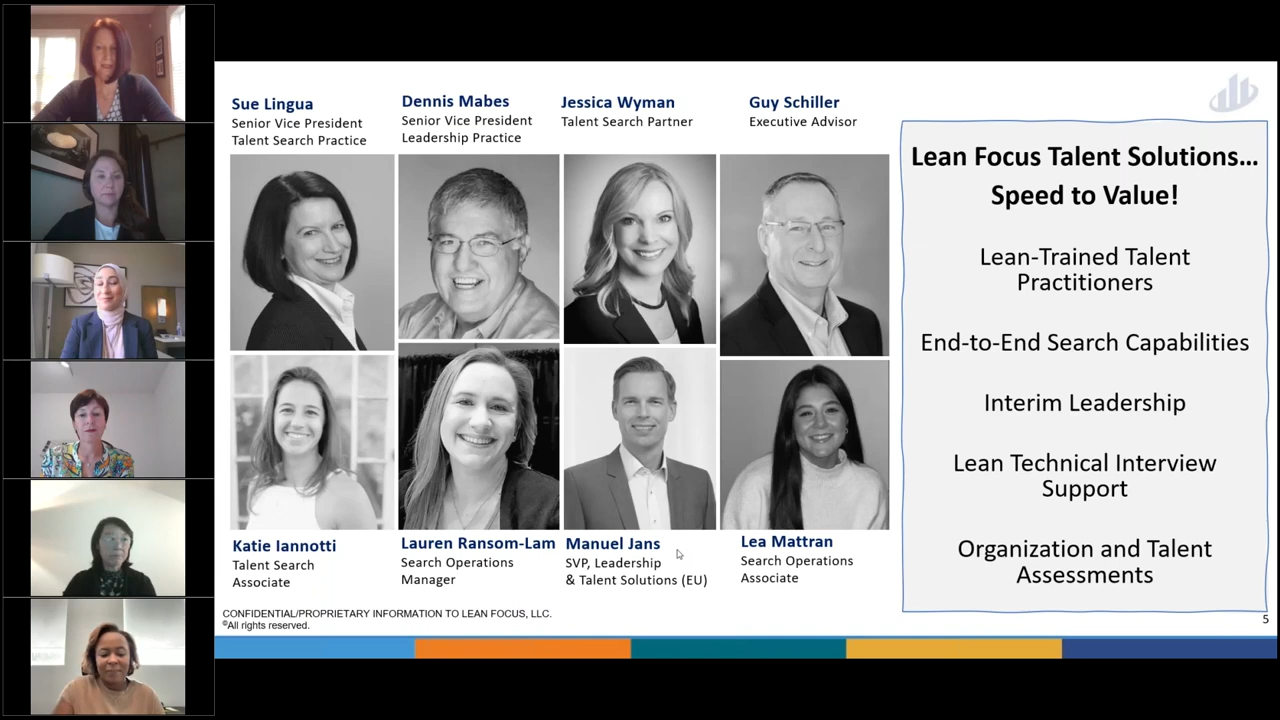 Sue Lingua
Senior Vice President
Talent Search Practice
Dennis Mabes
Senior Vice President
Leadership Practice
Jessica Wyman
Talent Search Partner
Guy Schiller
Executive Advisor
Katie Iannotti
Talent Search
Associate
Lauren Ransom-Lam
Search Operations
Manager
Manuel Jans
SVP, Leadership
& Talent Solutions (EU)
Lea Mattran
Search Operations
Associate
Lean Focus Talent Solutions...
Speed to Value!
Lean-Trained Talent
Practitioners
End-to-End Search Capabilities
Interim Leadership
Lean Technical Interview
Support
Organization and Talent
Assessments
CONFIDENTIAL/PROPRIETARY INFORMATION TO LEAN FOCUS, LLC.
©All rights reserved.
5